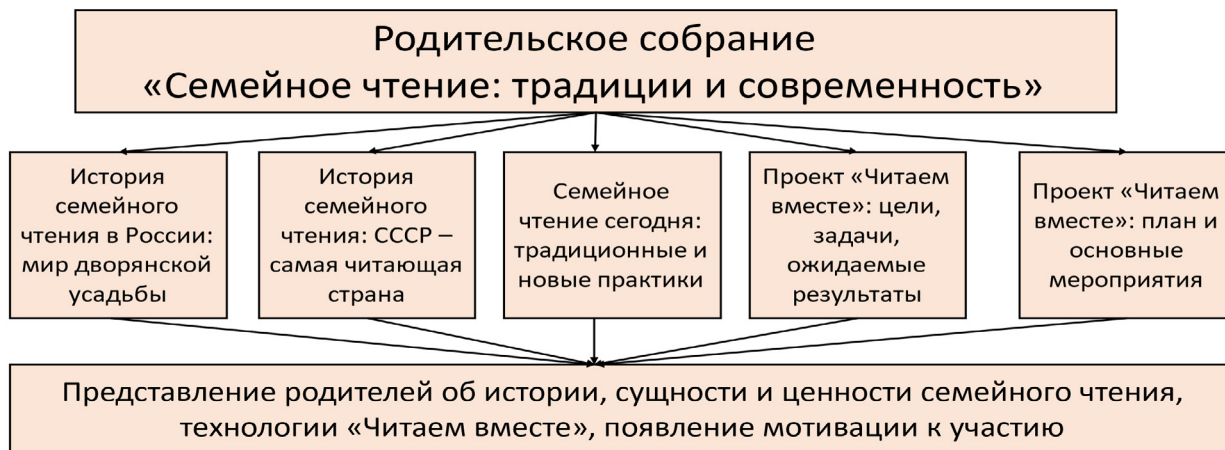 Родительское собрание
«Семейное чтение: традиции и современность»
История
семейного
чтения в России:
мир дворянской
усадьбы
История
семейного
чтения: СССР –
самая читающая
страна
Семейное
чтение сегодня:
традиционные и
новые практики
Проект «Читаем
вместе»: цели,
задачи,
ожидаемые
результаты
Проект «Читаем
вместе»: план и
основные
мероприятия
Представление родителей об истории, сущности и ценности семейного чтения,
технологии «Читаем вместе», появление мотивации к участию